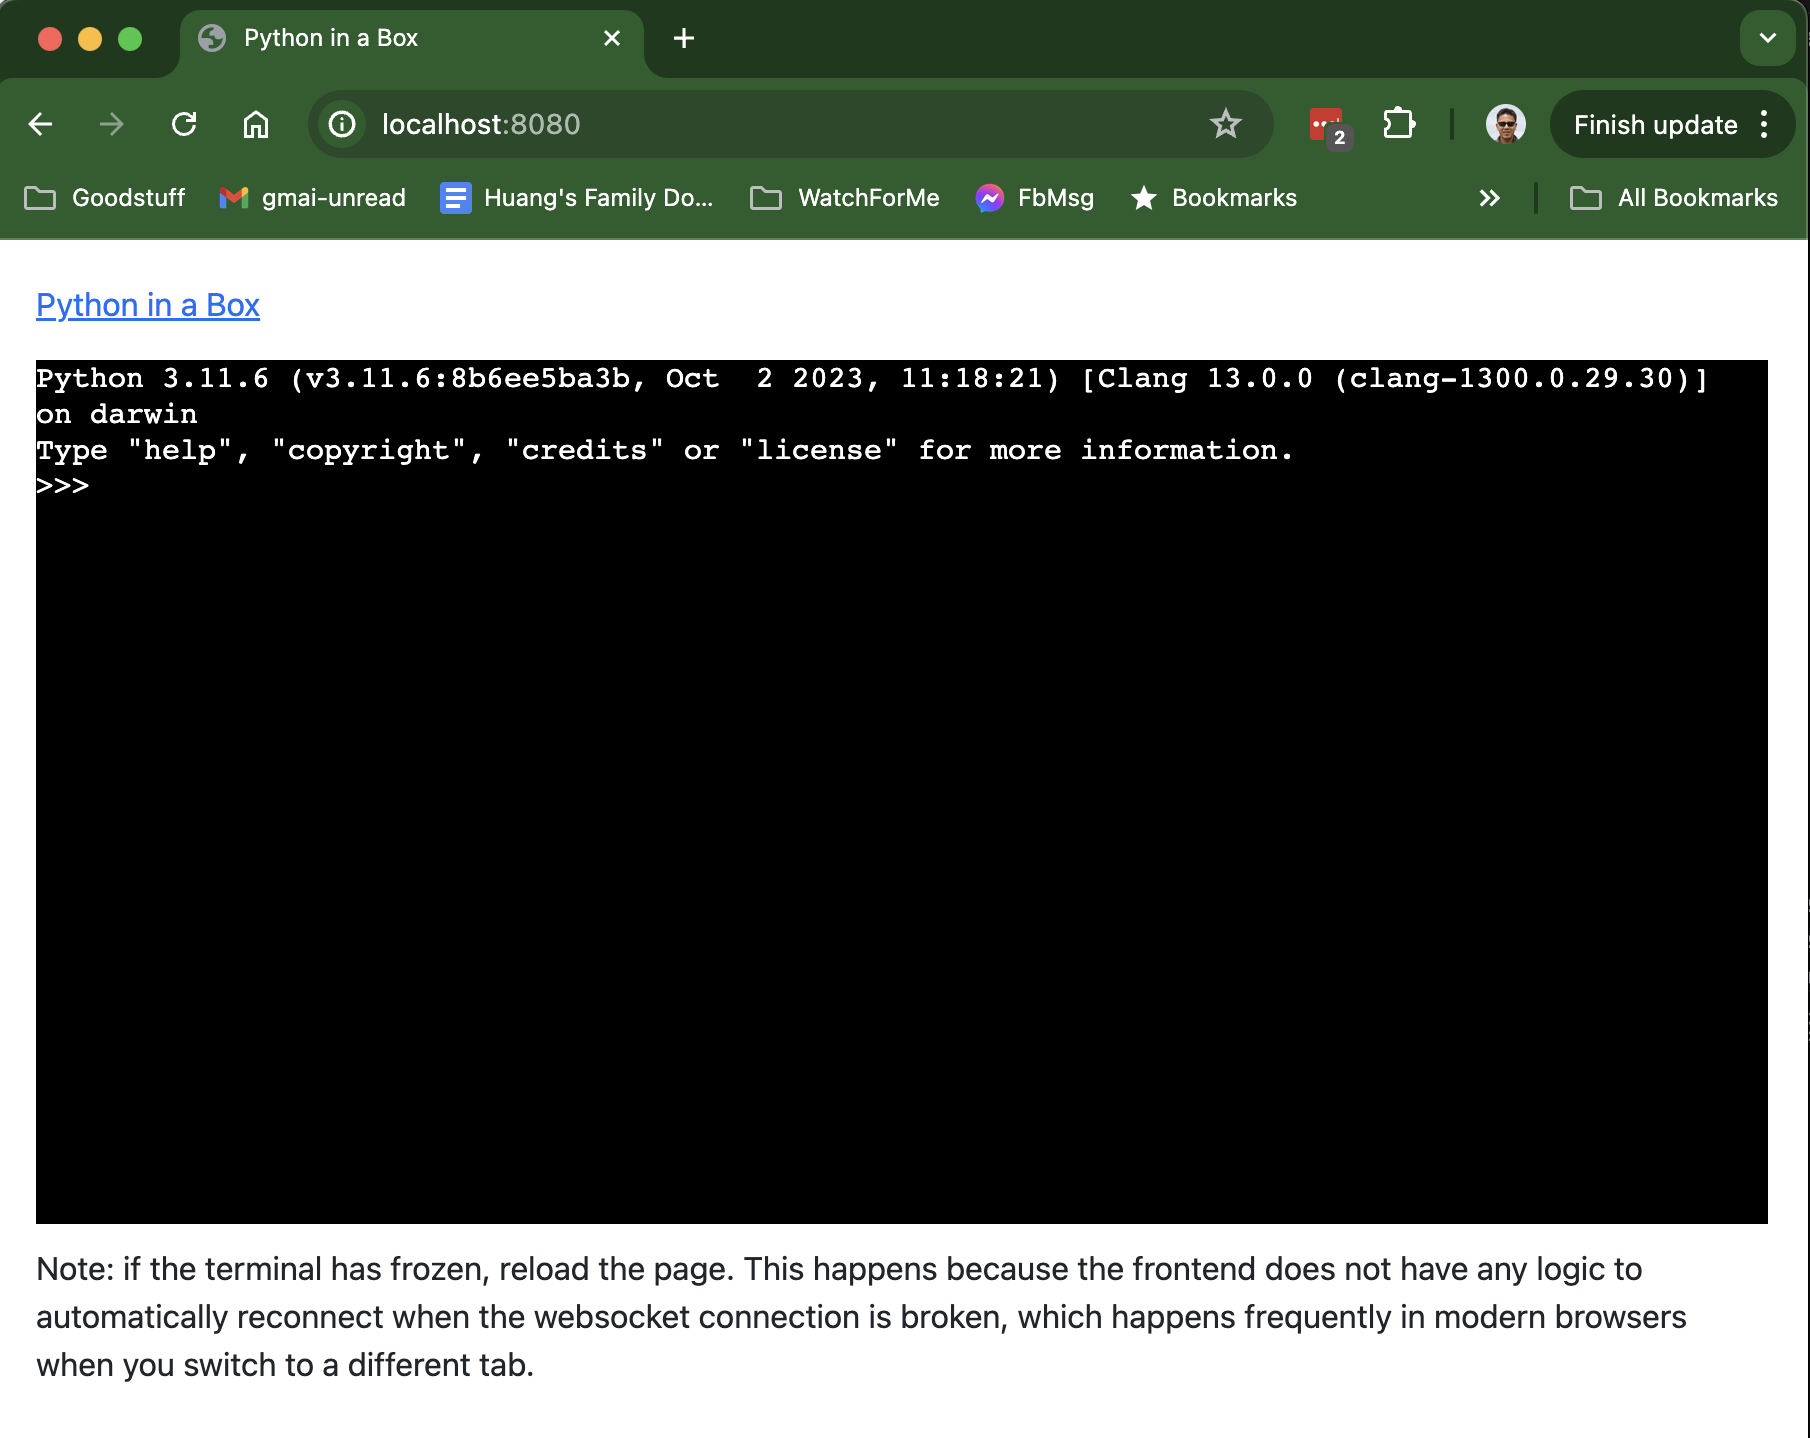 Python in a Box
localhost:8080
2
Finish update
Goodstuff gmai-unread Huang's Family Do... WatchForMe FbMsg Bookmarks All Bookmarks
Python in a Box
Python 3.11.6 (v3.11.6:8b6ee5ba3b, Oct  2 2023, 11:18:21) [Clang 13.0.0 (clang-1300.0.29.30)]
on darwin
Type "help", "copyright", "credits" or "license" for more information.
>>>
Note: if the terminal has frozen, reload the page. This happens because the frontend does not have any logic to
automatically reconnect when the websocket connection is broken, which happens frequently in modern browsers
when you switch to a different tab.